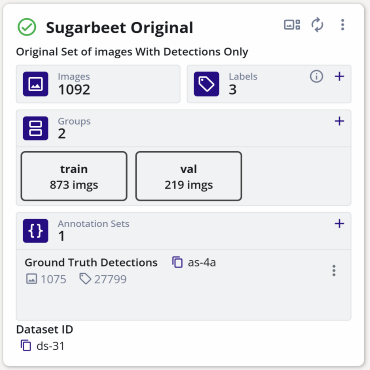 Sugarbeet Original
Original Set of images With Detections Only
Images
1092
Labels
3
Groups
2
train
873 imgs
val
219 imgs
Annotation Sets
1
Ground Truth Detections as-4a
1075 27799
Dataset ID
ds-31